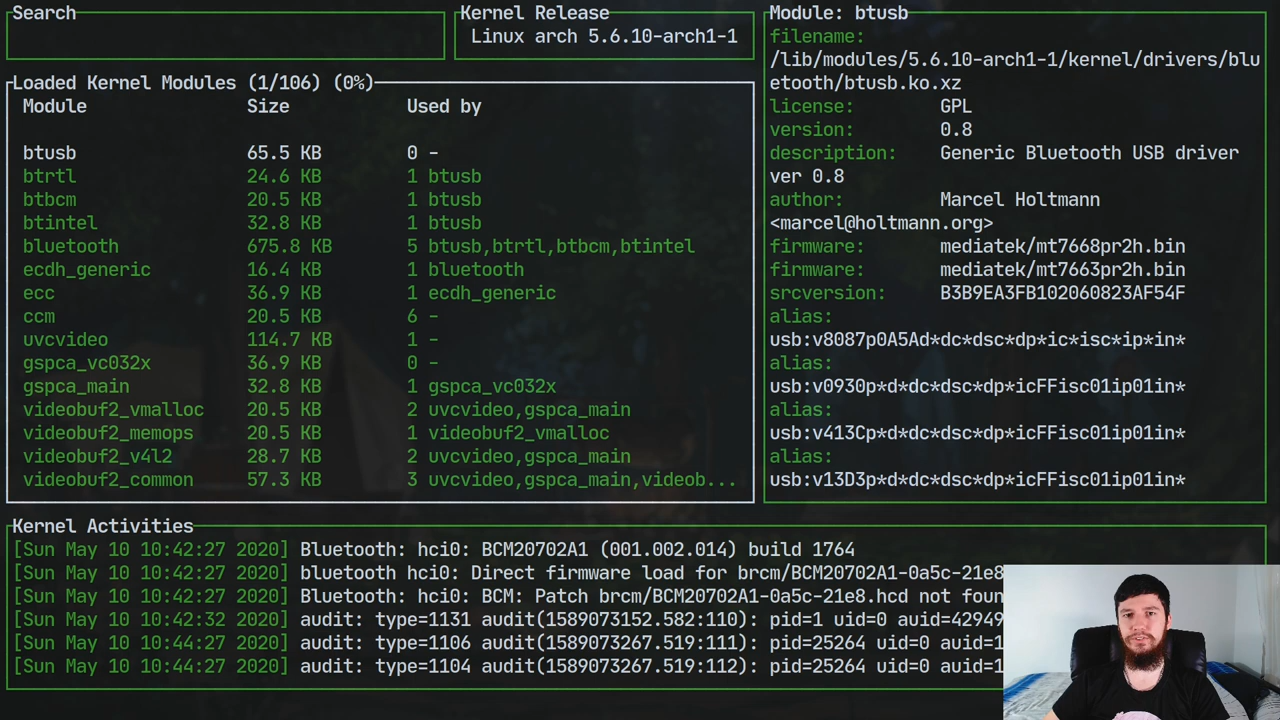 Search
Kernel Release
Linux arch 5.6.10-arch1-1
Loaded Kernel Modules (1/106) (0%)
Module Size Used by
btusb 65.5 KB 0 -
btrtl 24.6 KB 1 btusb
btbcm 20.5 KB 1 btusb
btintel 32.8 KB 1 btusb
bluetooth 675.8 KB 5 btusb,btrtl,btbcm,btintel
ecdh_generic 16.4 KB 1 bluetooth
ecc 36.9 KB 1 ecdh_generic
ccm 20.5 KB 6 -
uvcvideo 114.7 KB 1 -
gspca_vc032x 36.9 KB 0 -
gspca_main 32.8 KB 1 gspca_vc032x
videobuf2_vmalloc 20.5 KB 2 uvcvideo,gspca_main
videobuf2_memops 20.5 KB 1 videobuf2_vmalloc
videobuf2_v4l2 28.7 KB 2 uvcvideo,gspca_main
videobuf2_common 57.3 KB 3 uvcvideo,gspca_main,videob...
Module: btusb
filename:
/lib/modules/5.6.10-arch1-1/kernel/drivers/blu
etooth/btusb.ko.xz
license: GPL
version: 0.8
description: Generic Bluetooth USB driver
ver 0.8
author: Marcel Holtmann
<marcel@holtmann.org>
firmware: mediatek/mt7668pr2h.bin
firmware: mediatek/mt7663pr2h.bin
srcversion: B3B9EA3FB102060823AF54F
alias:
usb:v8087p0A5Ad*dc*dsc*dp*ic*isc*ip*in*
alias:
usb:v0930p*d*dc*dsc*dp*icFFisc01ip01in*
alias:
usb:v413Cp*d*dc*dsc*dp*icFFisc01ip01in*
alias:
usb:v13D3p*d*dc*dsc*dp*icFFisc01ip01in*
Kernel Activities
[Sun May 10 10:42:27 2020] Bluetooth: hci0: BCM20702A1 (001.002.014) build 1764
[Sun May 10 10:42:27 2020] bluetooth hci0: Direct firmware load for brcm/BCM20702A1-0a5c-21e8
[Sun May 10 10:42:27 2020] Bluetooth: hci0: BCM: Patch brcm/BCM20702A1-0a5c-21e8.hcd not foun
[Sun May 10 10:42:32 2020] audit: type=1131 audit(1589073152.582:110): pid=1 uid=0 auid=42949
[Sun May 10 10:44:27 2020] audit: type=1106 audit(1589073267.519:111): pid=25264 uid=0 auid=1
[Sun May 10 10:44:27 2020] audit: type=1104 audit(1589073267.519:112): pid=25264 uid=0 auid=1